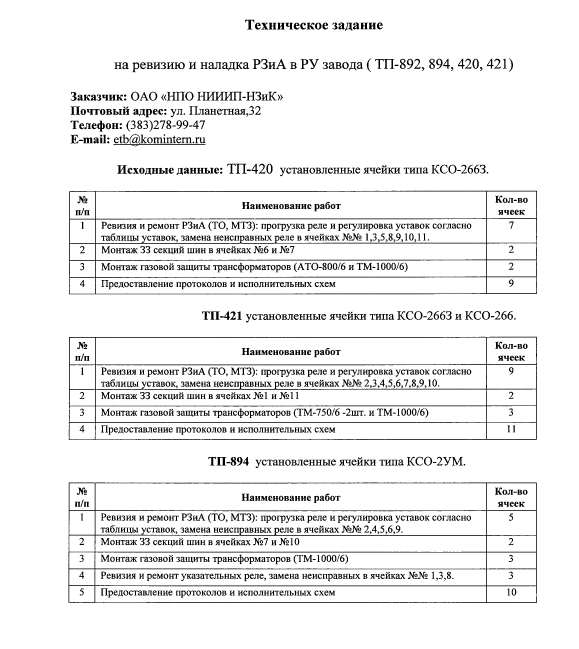 Техническое задание
на ревизию и наладка РЗиА в РУ завода ( ТП-892, 894, 420, 421)
Заказчик: ОАО «НПО НИИИП-НЗиК»
Почтовый адрес: ул. Планетная,32
Телефон: (383)278-99-47
E-mail: etb@komintern.ru
Исходные данные: ТП-420 установленные ячейки типа КСО-266З.
№ п/п Наименование работ Кол-во ячеек
1 Ревизия и ремонт РЗиА (ТО, МТЗ): прогрузка реле и регулировка уставок согласно 7
таблицы уставок, замена неисправных реле в ячейках №№ 1,3,5,8,9,10,11.
2 Монтаж ЗЗ секций шин в ячейках №6 и №7 2
3 Монтаж газовой защиты трансформаторов (АТО-800/6 и ТМ-1000/6) 2
4 Предоставление протоколов и исполнительных схем 9
ТП-421 установленные ячейки типа КСО-266З и КСО-266.
№ п/п Наименование работ Кол-во ячеек
1 Ревизия и ремонт РЗиА (ТО, МТЗ): прогрузка реле и регулировка уставок согласно 9
таблицы уставок, замена неисправных реле в ячейках №№ 2,3,4,5,6,7,8,9,10.
2 Монтаж ЗЗ секций шин в ячейках №1 и №11 2
3 Монтаж газовой защиты трансформаторов (ТМ-750/6 -2шт. и ТМ-1000/6) 3
4 Предоставление протоколов и исполнительных схем 11
ТП-894 установленные ячейки типа КСО-2УМ.
№ п/п Наименование работ Кол-во ячеек
1 Ревизия и ремонт РЗиА (ТО, МТЗ): прогрузка реле и регулировка уставок согласно 5
таблицы уставок, замена неисправных реле в ячейках №№ 2,4,5,6,9.
2 Монтаж ЗЗ секций шин в ячейках №7 и №10 2
3 Монтаж газовой защиты трансформаторов (ТМ-1000/6) 3
4 Ревизия и ремонт указательных реле, замена неисправных в ячейках №№ 1,3,8. 3
5 Предоставление протоколов и исполнительных схем 10